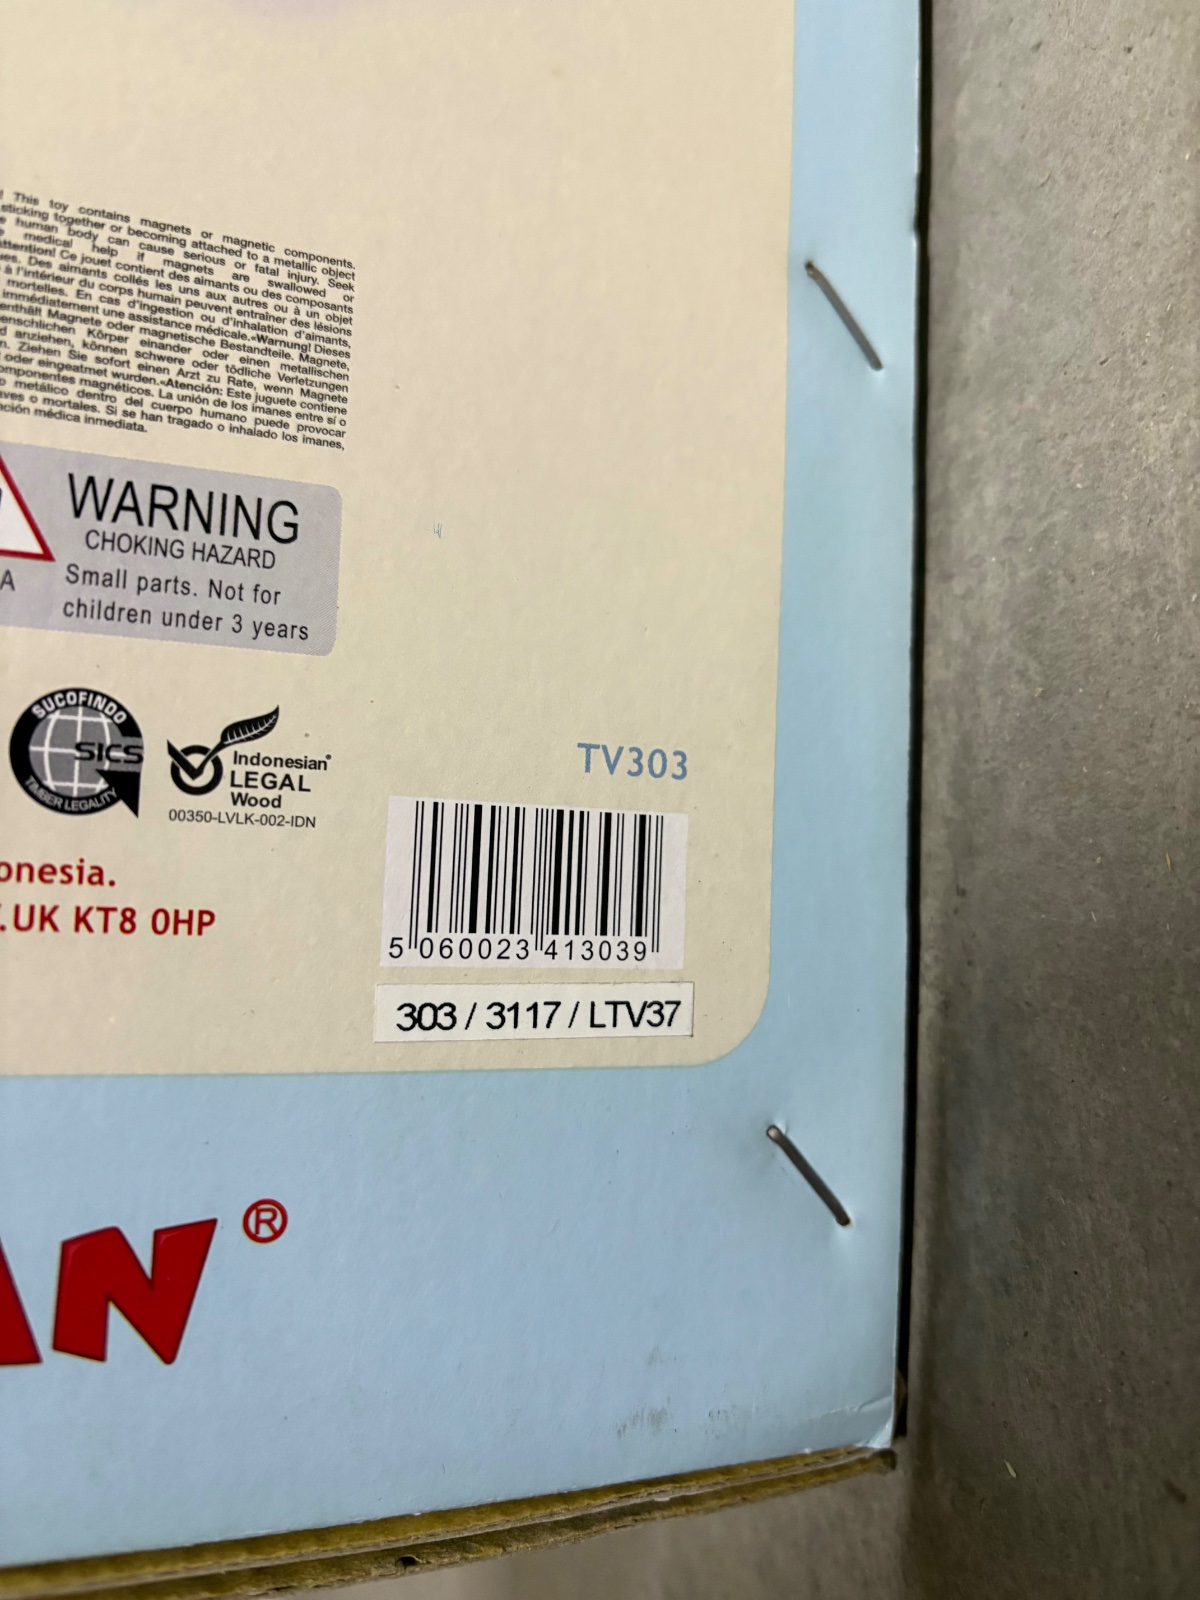 ! This toy contains magnets or magnetic components.
sticking together or becoming attached to a metallic object
human body can cause serious or fatal injury. Seek
medical help if magnets are swallowed or
Attention! Ce jouet contient des aimants ou des composants
Des aimants collés les uns aux autres ou à un objet
à l'intérieur du corps humain peuvent entraîner des lésions
mortelles. En cas d'ingestion ou d'inhalation d'aimants,
immédiatement une assistance médicale.•Warnung! Dieses
enthält Magnete oder magnetische Bestandteile. Magnete,
enschlichen Körper einander oder einen metallischen
anziehen, können schwere oder tödliche Verletzungen
Ziehen Sie sofort einen Arzt zu Rate, wenn Magnete
oder eingeatmet wurden.•Atención: Este juguete contiene
omponentes magnéticos. La unión de los imanes entre sí o
metálico dentro del cuerpo humano puede provocar
aves o mortales. Si se han tragado o inhalado los imanes,
nción médica inmediata.
WARNING
CHOKING HAZARD
Small parts. Not for
children under 3 years
A
SUCOFINDO
SICS
TIMBER LEGALITY
Indonesian®
LEGAL
Wood
00350-LVLK-002-IDN
TV303
onesia.
.UK KT8 0HP
5 060023 413039
303 / 3117 / LTV37
AN®